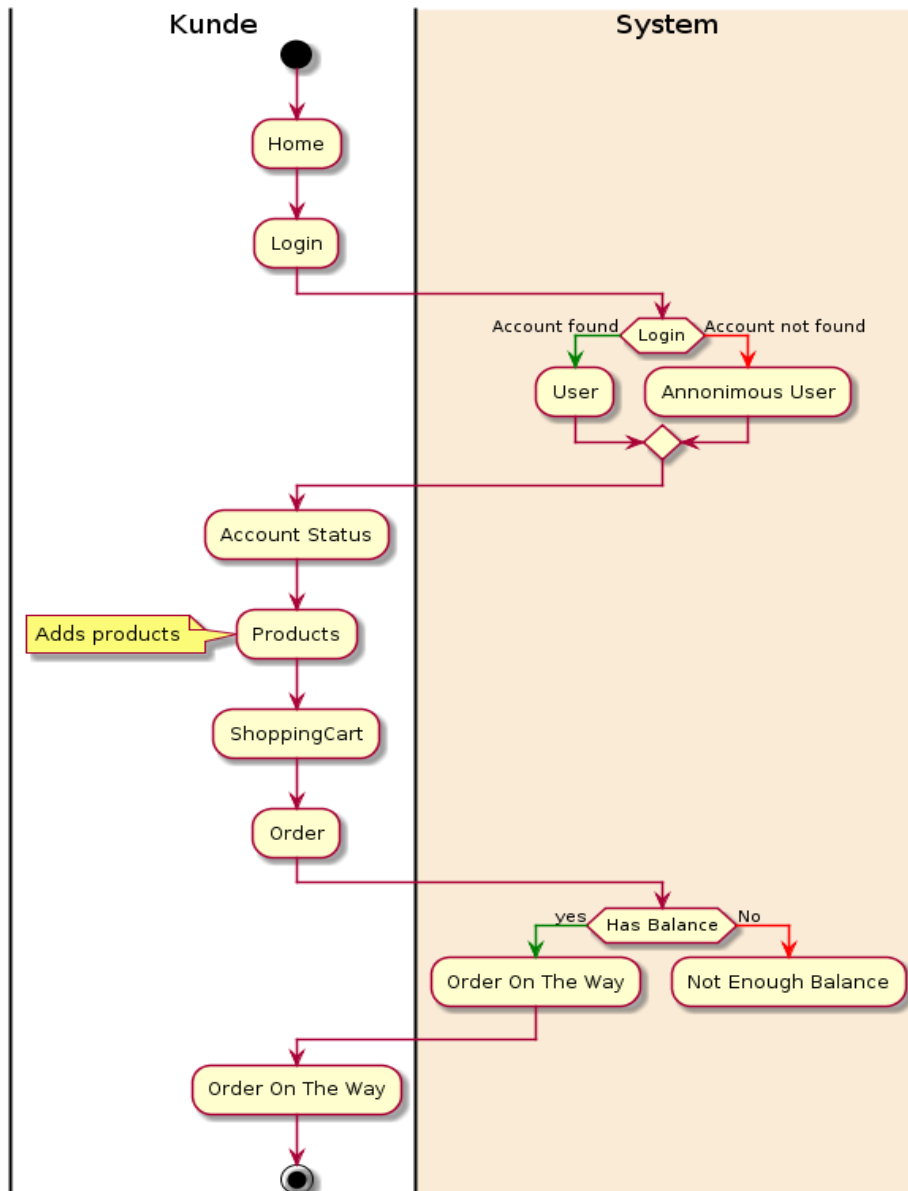 Kunde
System
Home
Login
Account found
Login
Account not found
User
Annonimous User
Account Status
Adds products
Products
ShoppingCart
Order
yes
Has Balance
No
Order On The Way
Not Enough Balance
Order On The Way